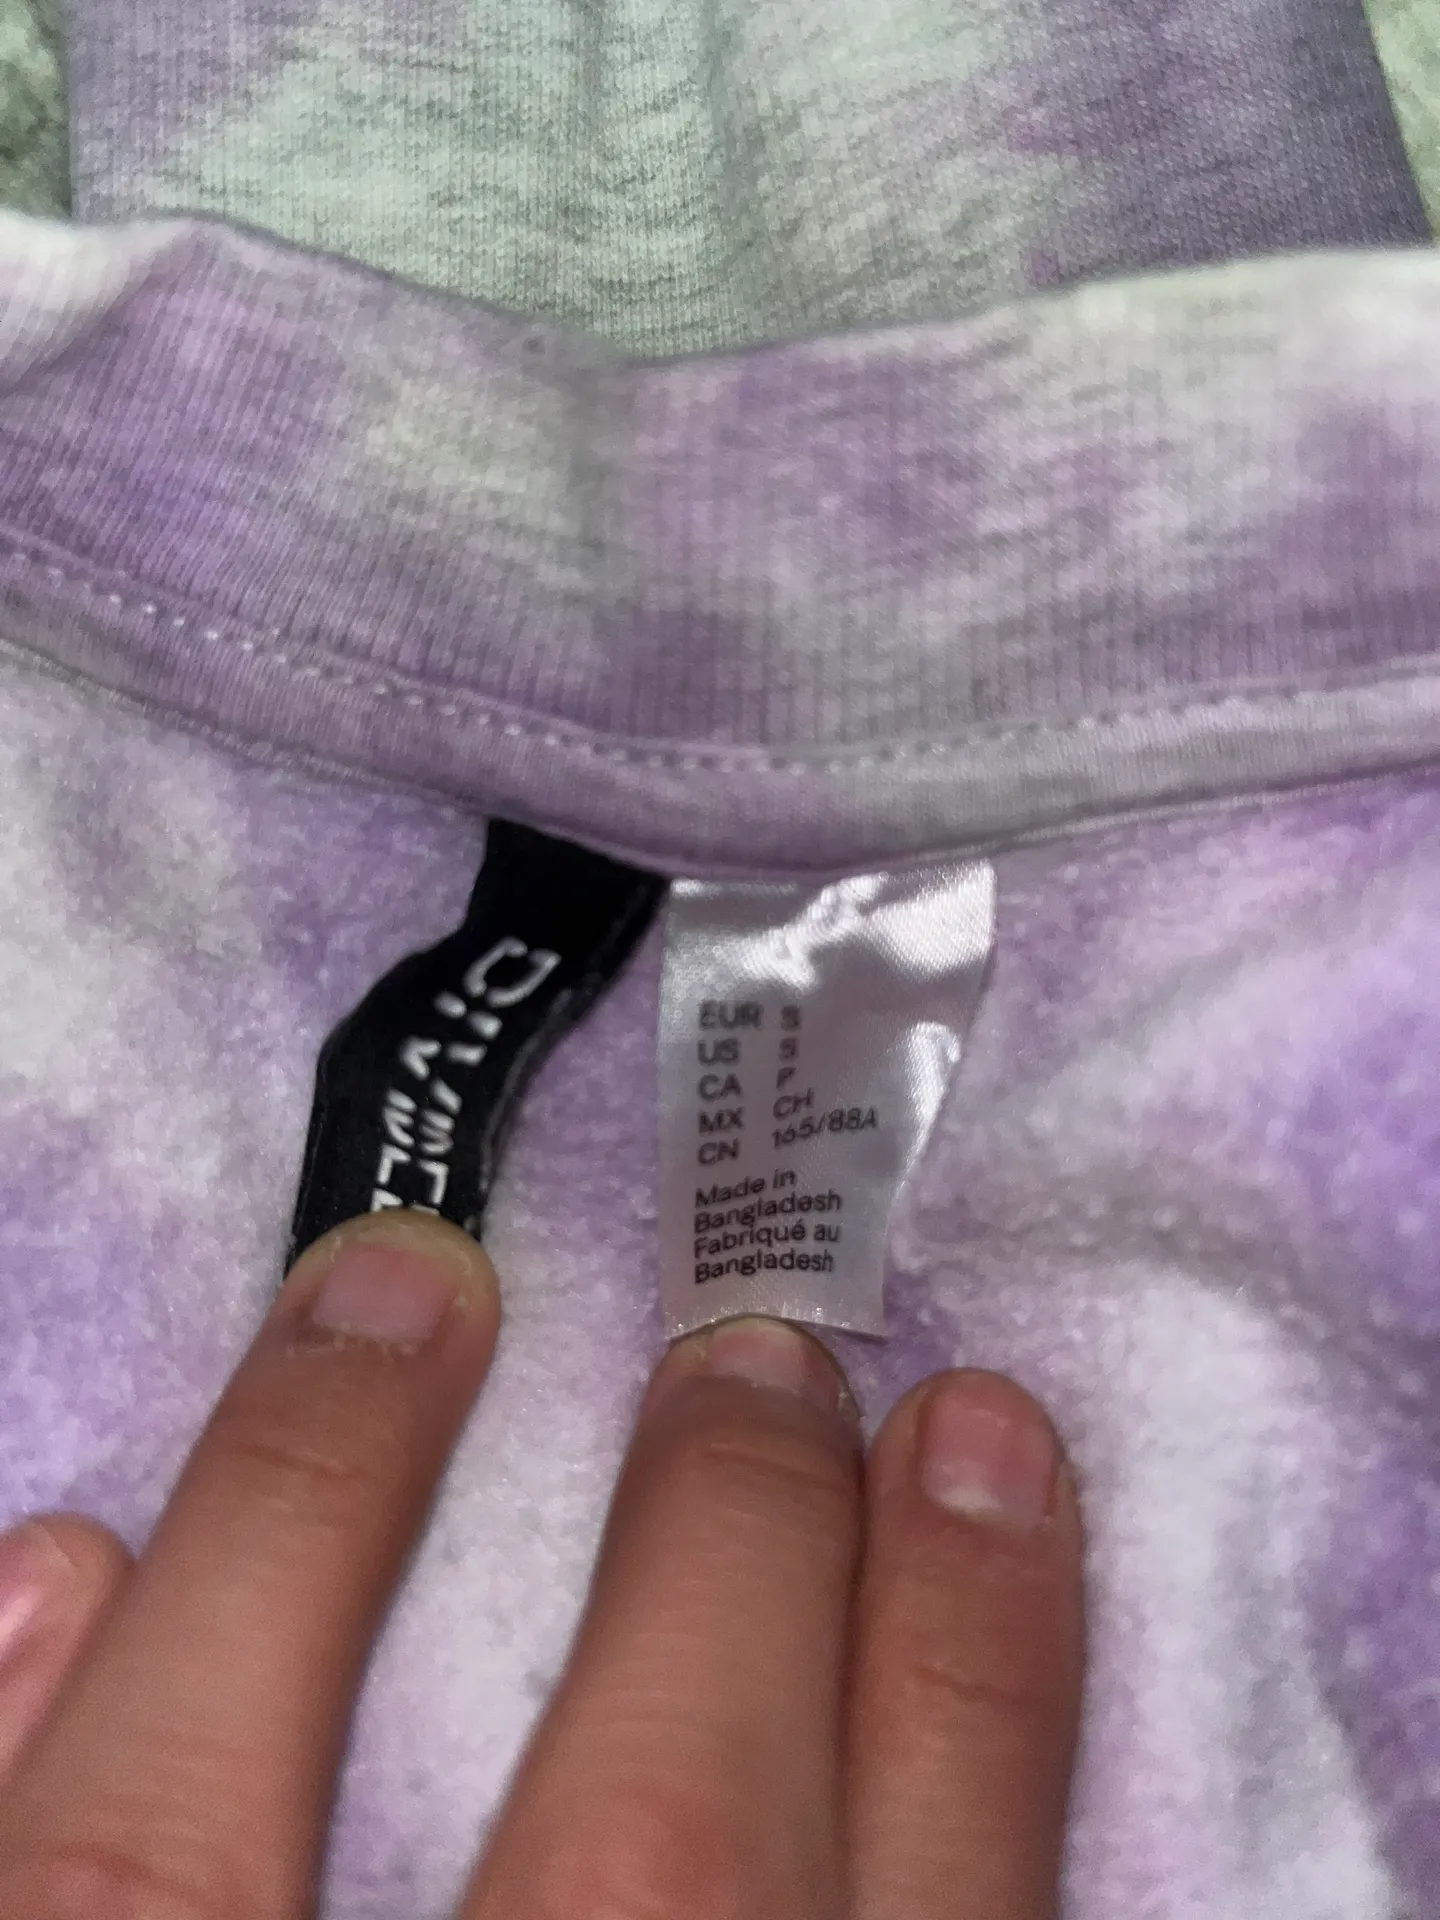 EUR S
US S
CA P
MX CH
CN 165/88A
Made in
Bangladesh
Fabriqué au
Bangladesh